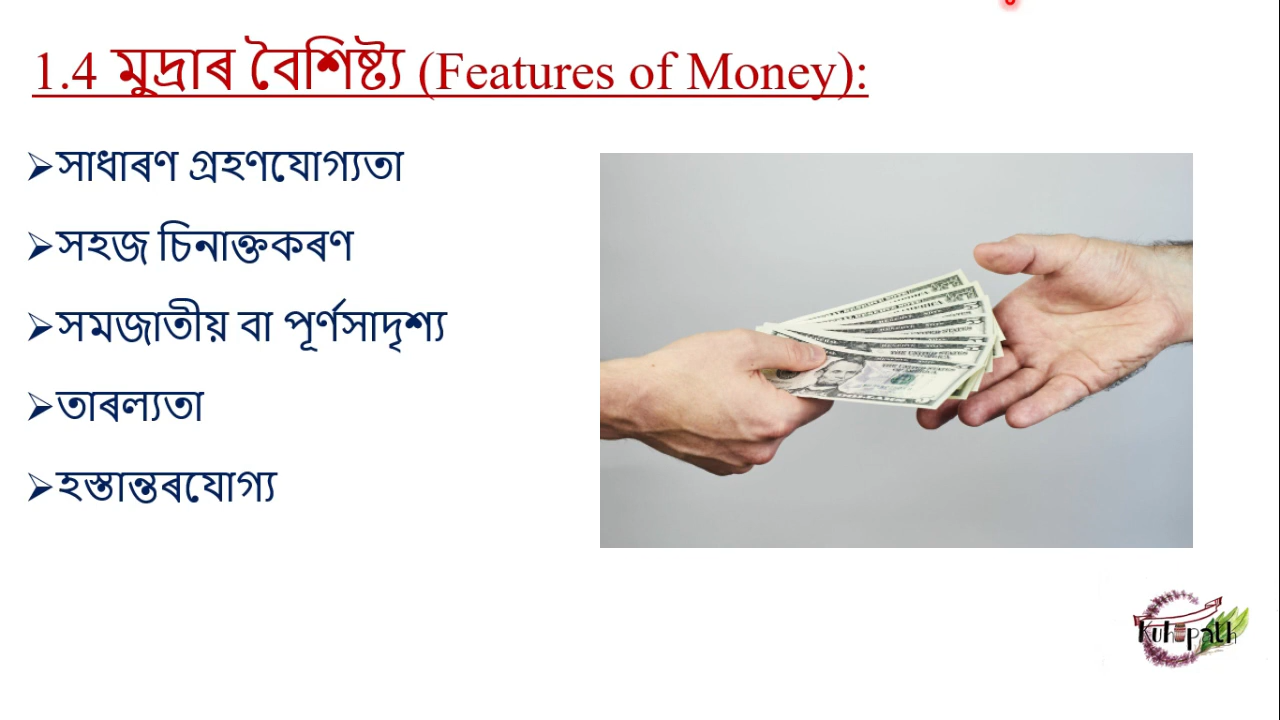 1.4 মুদ্ৰাৰ বৈশিষ্ট্য (Features of Money):
➢সাধাৰণ গ্ৰহণযোগ্যতা
➢সহজ চিনাক্তকৰণ
➢সমজাতীয় বা পূৰ্ণসাদৃশ্য
➢তাৰল্যতা
➢হস্তান্তৰযোগ্য
Kuhipath